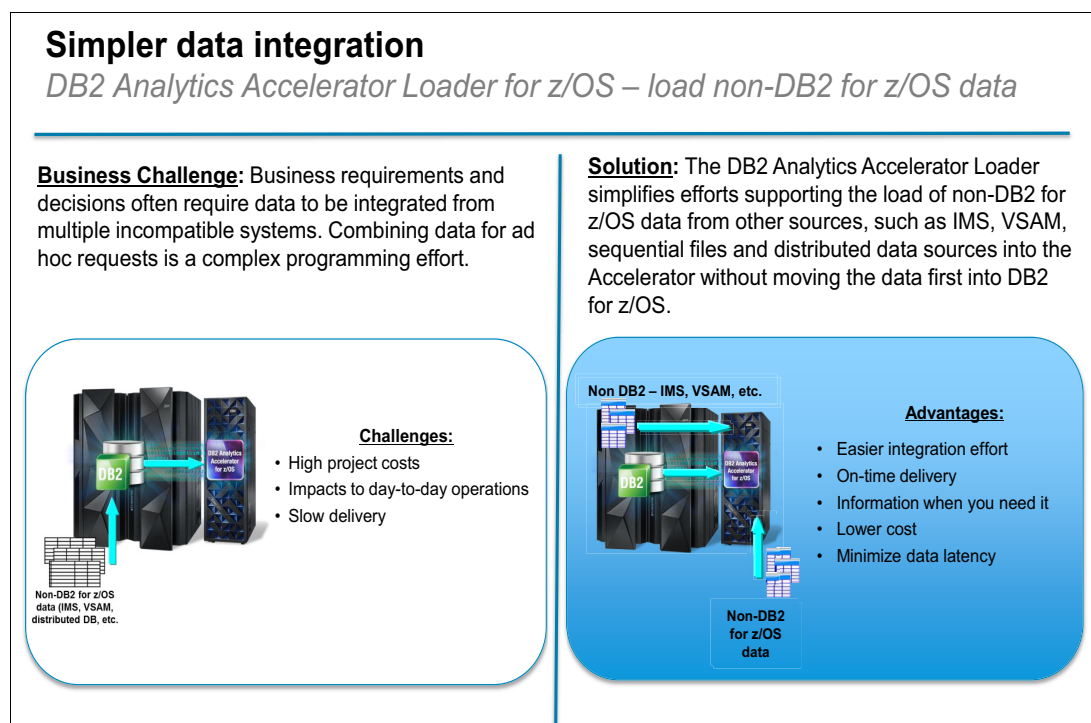 Simpler data integration
DB2 Analytics Accelerator Loader for z/OS – load non-DB2 for z/OS data
Business Challenge: Business requirements and
decisions often require data to be integrated from
multiple incompatible systems. Combining data for ad
hoc requests is a complex programming effort.
DB2
DB2 Analytics
Accelerator
for z/OS
Non-DB2 for z/OS
data (IMS, VSAM,
distributed DB, etc.
Challenges:
• High project costs
• Impacts to day-to-day operations
• Slow delivery
Solution: The DB2 Analytics Accelerator Loader
simplifies efforts supporting the load of non-DB2 for
z/OS data from other sources, such as IMS, VSAM,
sequential files and distributed data sources into the
Accelerator without moving the data first into DB2
for z/OS.
Non DB2 – IMS, VSAM, etc.
DB2
DB2 Analytics
Accelerator
for z/OS
Non-DB2
for z/OS
data
Advantages:
• Easier integration effort
• On-time delivery
• Information when you need it
• Lower cost
• Minimize data latency